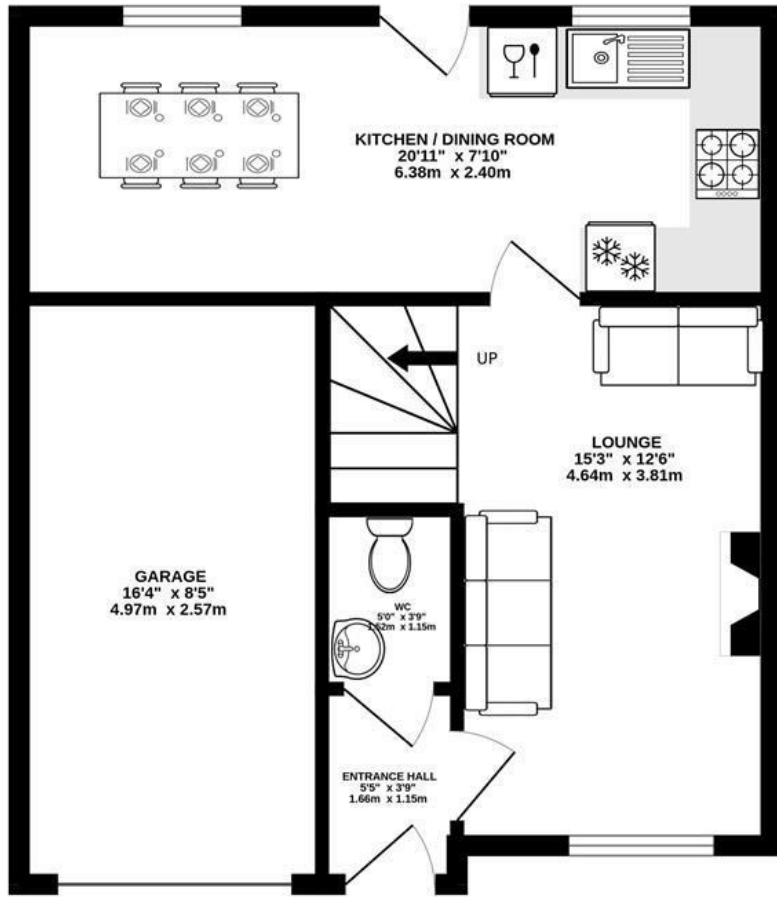 KITCHEN / DINING ROOM
20'11" x 7'10"
6.38m x 2.40m
UP
LOUNGE
15'3" x 12'6"
4.64m x 3.81m
GARAGE
16'4" x 8'5"
4.97m x 2.57m
WC
5'0" x 3'9"
1.52m x 1.15m
ENTRANCE HALL
5'5" x 3'9"
1.66m x 1.15m